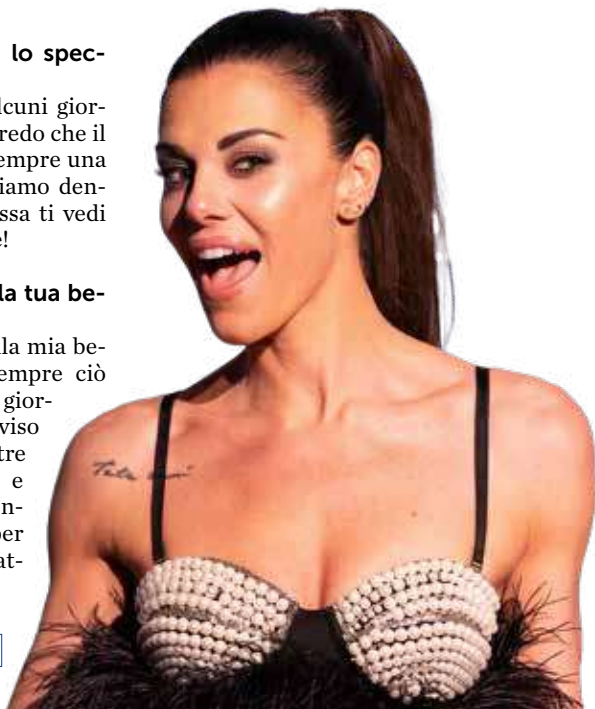 lo spec-
lcuni gior-
redo che il
empre una
iamo den-
ssa ti vedi
e!
la tua be-
lla mia be-
empre ciò
gior-
viso
tre
e
n-
per
at-